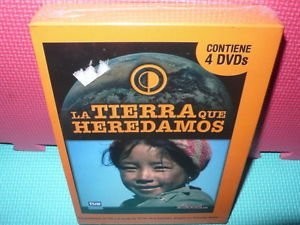 CONTIENE
4 DVDs
LA TIERRA QUE
HEREDAMOS